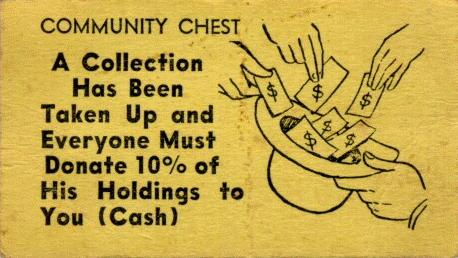 COMMUNITY CHEST
A Collection
Has Been
Taken Up and
Everyone Must
Donate 10% of
His Holdings to
You (Cash)
$
$
$
$
$
$
$